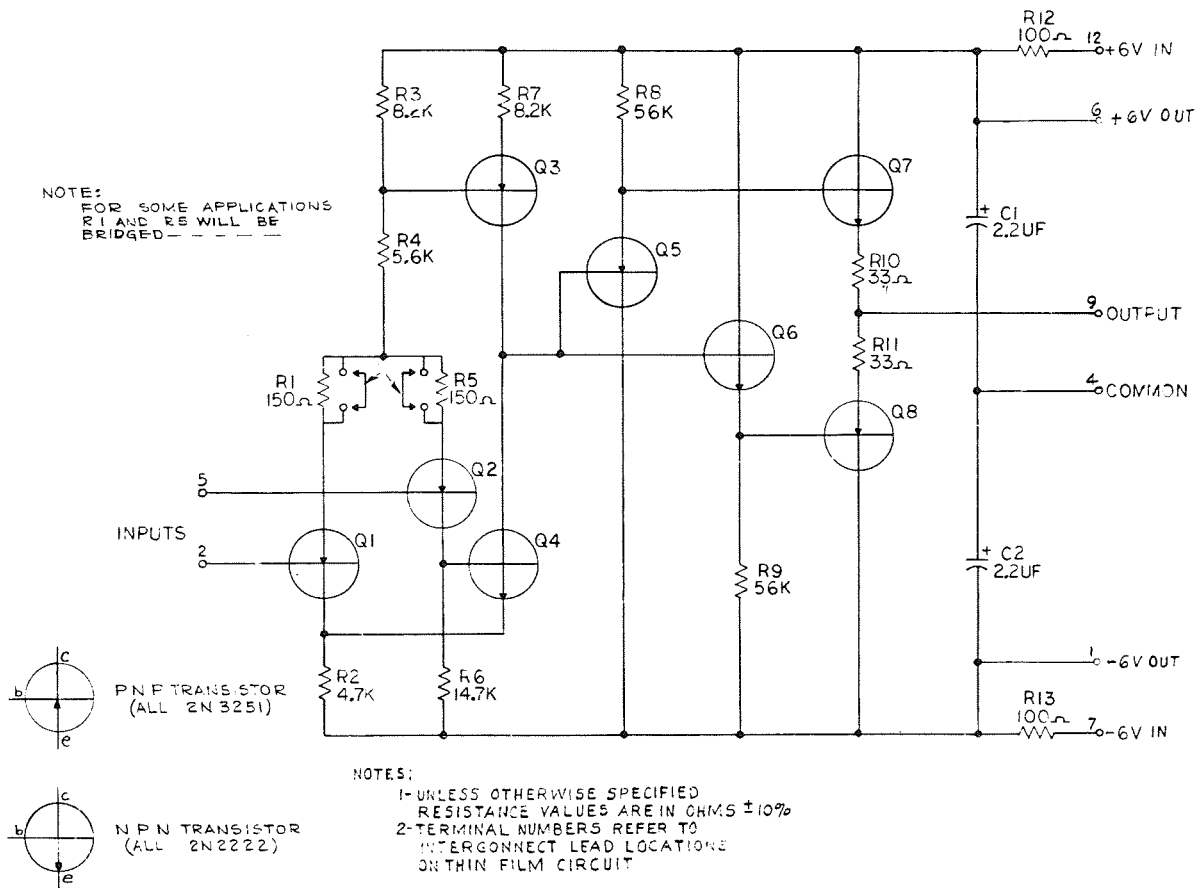 R12
100Ω
12
+6V IN
R3
8.2K
R7
8.2K
R8
56K
6
+6V OUT
Q3
Q7
NOTE:
FOR SOME APPLICATIONS
R1 AND R5 WILL BE
BRIDGED-----
R4
5.6K
Q5
C1
2.2UF
R10
33Ω
9
OUTPUT
Q6
R11
33Ω
R1
150Ω
R5
150Ω
4
COMMON
Q8
5
Q2
INPUTS
2
Q1
Q4
R9
56K
C2
2.2UF
R2
4.7K
R6
14.7K
1
-6V OUT
R13
100Ω
7
-6V IN
c
b
e
PNP TRANSISTOR
(ALL 2N3251)
c
b
e
NPN TRANSISTOR
(ALL 2N2222)
NOTES:
1-UNLESS OTHERWISE SPECIFIED
RESISTANCE VALUES ARE IN OHMS ±10%
2-TERMINAL NUMBERS REFER TO
INTERCONNECT LEAD LOCATIONS
ON THIN FILM CIRCUIT